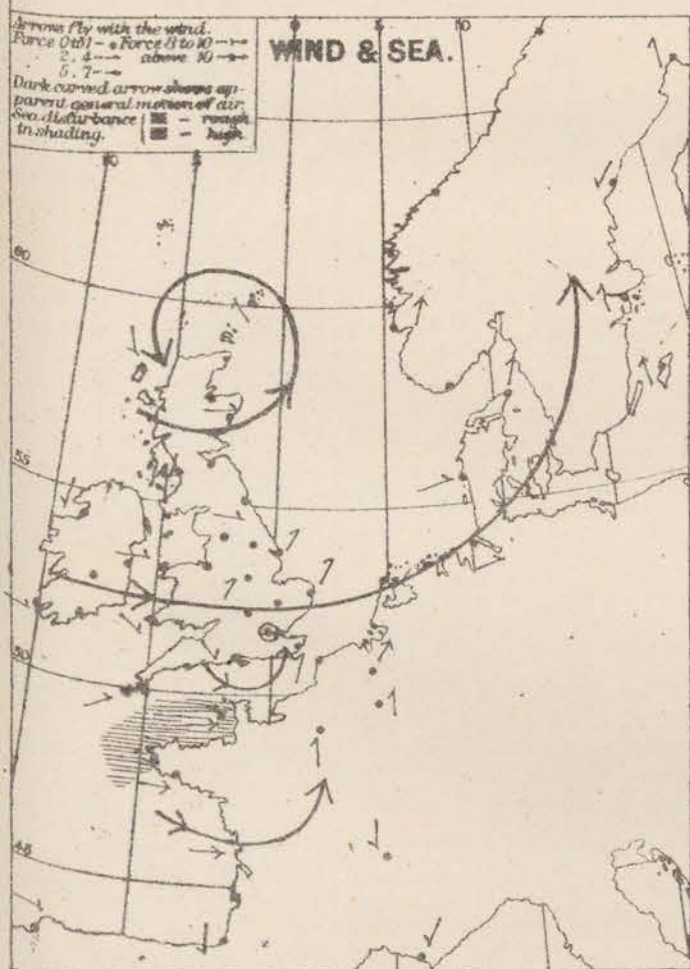 Arrows fly with the wind.
Force 0 to 1 - Force 8 to 10 -
2, 4 - above 10 -
5, 7 -
Dark curved arrow shows ap-
parent general motion of air.
Sea disturbance - rough
in shading. - high
WIND & SEA.
0 5 10
10 5
60
55
50
45